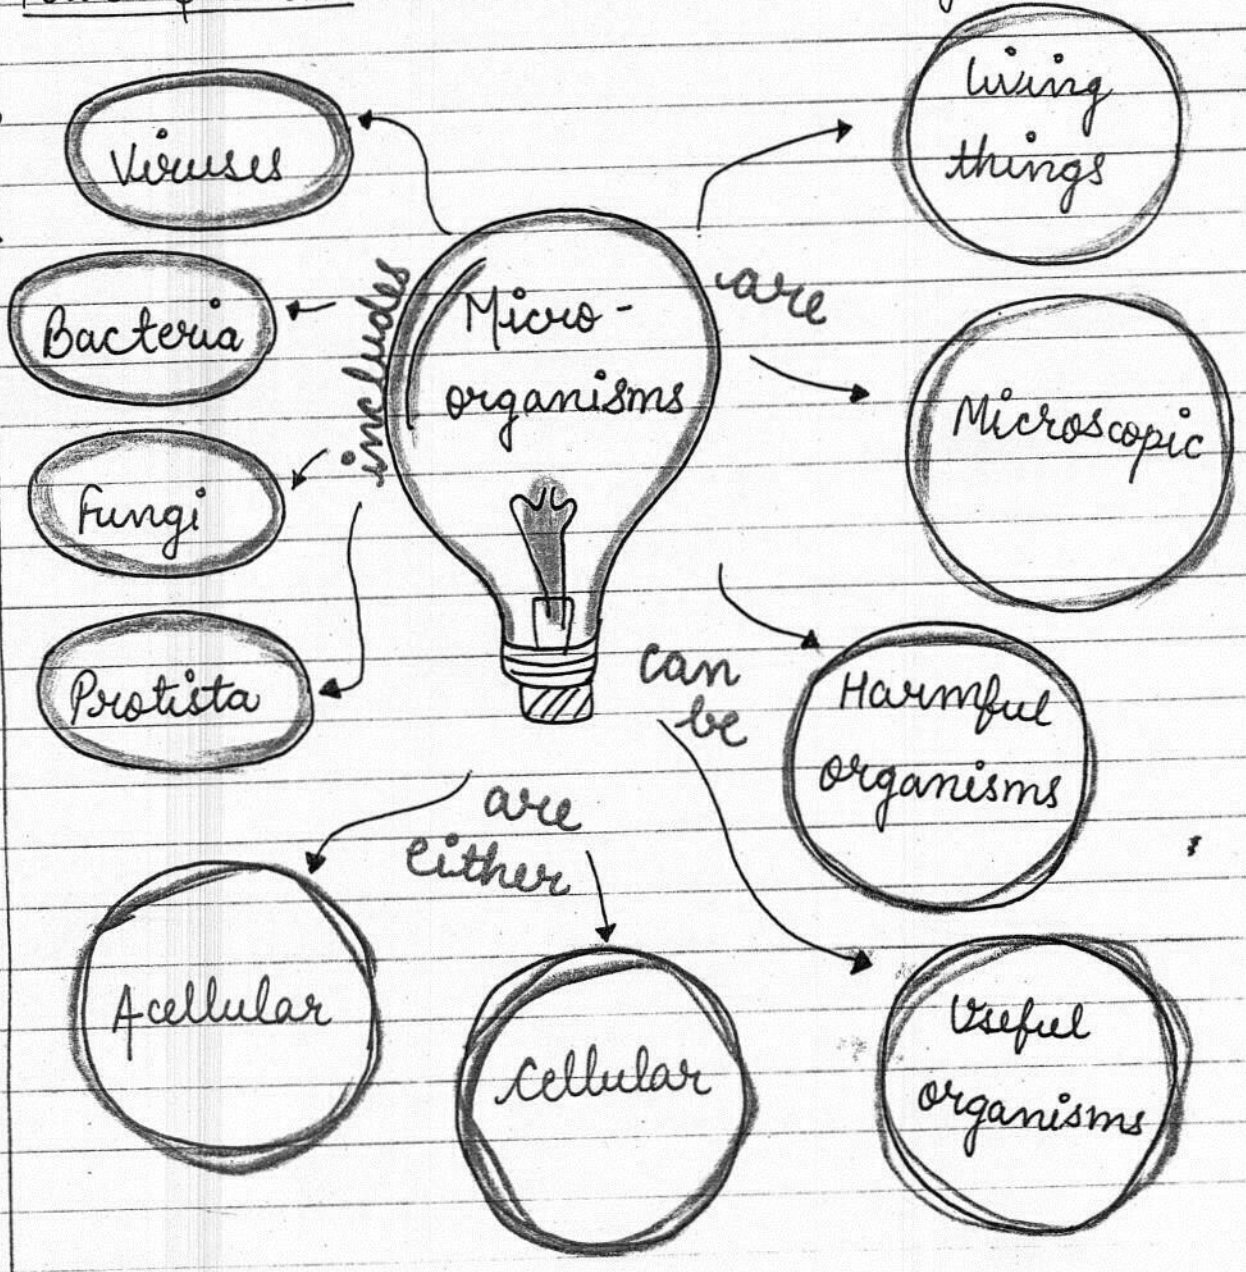 Viruses
Bacteria
Fungi
Protista
includes
Micro-
organisms
are
living
things
Microscopic
can
be
Harmful
organisms
Useful
organisms
are
either
Acellular
Cellular